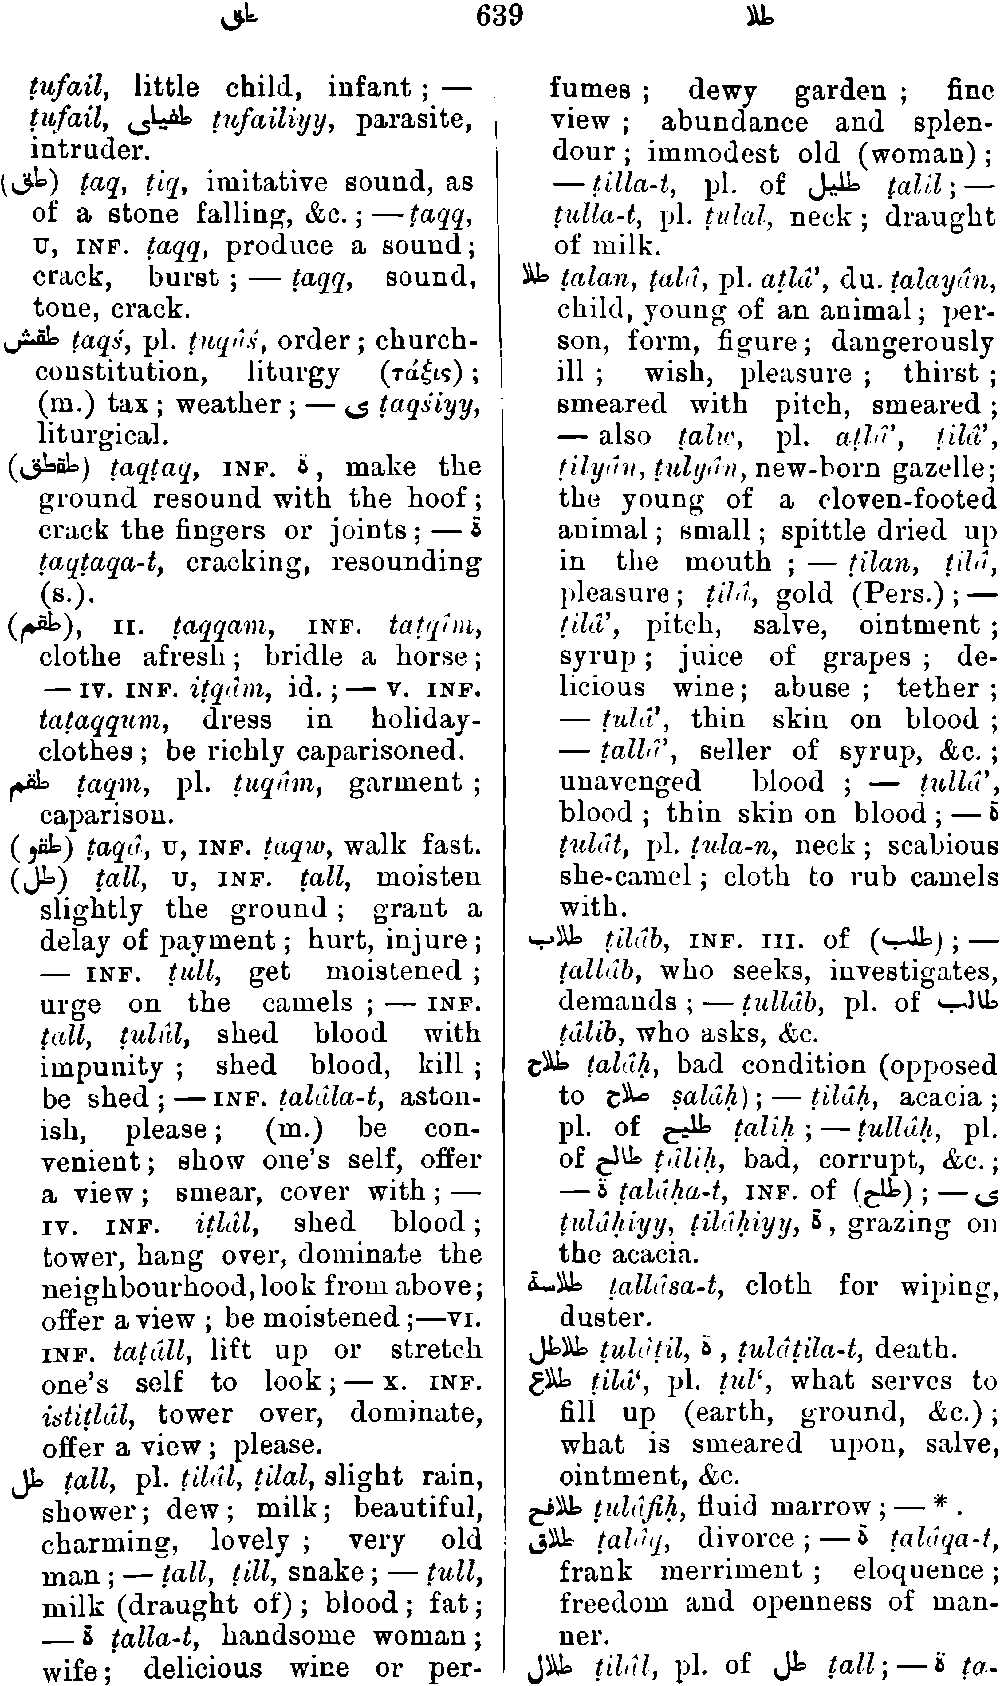 طق 639 طلا
ṭufail, little child, infant ; —
ṭufail, طفيلى ṭufailiyy, parasite,
intruder.
(طق) ṭaq, ṭiq, imitative sound, as
of a stone falling, &c. ; — ṭaqq,
U, INF. ṭaqq, produce a sound ;
crack, burst ; — ṭaqq, sound,
tone, crack.
طقش ṭaqś, pl. ṭuqûś, order ; church-
constitution, liturgy (τάξις) ;
(m.) tax ; weather ; — ى ṭaqśiyy,
liturgical.
(طقطق) ṭaqṭaq, INF. ة, make the
ground resound with the hoof ;
crack the fingers or joints ; — ة
ṭaqṭaqa-t, cracking, resounding
(s.).
(طقم), II. ṭaqqam, INF. taṭqîm,
clothe afresh ; bridle a horse ;
— IV. INF. iṭqâm, id. ; — V. INF.
taṭaqqum, dress in holiday-
clothes ; be richly caparisoned.
طقم ṭaqm, pl. ṭuqûm, garment ;
caparison.
(طقو) ṭaqâ, U, INF. ṭaqw, walk fast.
(طل) ṭall, U, INF. ṭall, moisten
slightly the ground ; grant a
delay of payment ; hurt, injure ;
— INF. ṭull, get moistened ;
urge on the camels ; — INF.
ṭall, ṭulûl, shed blood with
impunity ; shed blood, kill ;
be shed ; — INF. ṭalâla-t, aston-
ish, please ; (m.) be con-
venient ; show one's self, offer
a view ; smear, cover with ; —
IV. INF. iṭlâl, shed blood ;
tower, hang over, dominate the
neighbourhood, look from above ;
offer a view ; be moistened ;—VI.
INF. taṭâll, lift up or stretch
one's self to look ; — X. INF.
istiṭlâl, tower over, dominate,
offer a view ; please.
طل ṭall, pl. ṭilâl, ṭilal, slight rain,
shower ; dew ; milk ; beautiful,
charming, lovely ; very old
man ; — ṭall, ṭill, snake ; — ṭull,
milk (draught of) ; blood ; fat ;
— ة ṭalla-t, handsome woman ;
wife ; delicious wine or per-
fumes ; dewy garden ; fine
view ; abundance and splen-
dour ; immodest old (woman) ;
— ṭilla-t, pl. of طليل ṭalîl ; —
ṭulla-t, pl. ṭulal, neck ; draught
of milk.
طلا ṭalan, ṭalâ, pl. aṭlâ’, du. ṭalayân,
child, young of an animal ; per-
son, form, figure ; dangerously
ill ; wish, pleasure ; thirst ;
smeared with pitch, smeared ;
— also ṭalw, pl. aṭlâ’, ṭilâ’,
ṭilyân, ṭulyân, new-born gazelle ;
the young of a cloven-footed
animal ; small ; spittle dried up
in the mouth ; — ṭilan, ṭilâ,
pleasure ; ṭilâ, gold (Pers.) ; —
ṭilâ’, pitch, salve, ointment ;
syrup ; juice of grapes ; de-
licious wine ; abuse ; tether ;
— ṭulâ’, thin skin on blood ;
— ṭallâ’, seller of syrup, &c. ;
unavenged blood ; — ṭullâ’,
blood ; thin skin on blood ; — ة
ṭulât, pl. ṭula-n, neck ; scabious
she-camel ; cloth to rub camels
with.
طلاب ṭilâb, INF. III. of (طلب) ; —
ṭallâb, who seeks, investigates,
demands ; — ṭullâb, pl. of طالب
ṭâlib, who asks, &c.
طلاح ṭalâḥ, bad condition (opposed
to صلاح ṣalâḥ) ; — ṭilâḥ, acacia ;
pl. of طليح ṭalîḥ ; — ṭullâḥ, pl.
of طالح ṭâliḥ, bad, corrupt, &c. ;
— ة ṭalâḥa-t, INF. of (طلح) ; — ى
ṭulâḥiyy, ṭilâḥiyy, ة, grazing on
the acacia.
طلاسة ṭallâsa-t, cloth for wiping,
duster.
طلاطل ṭulâṭil, ة, ṭulâṭila-t, death.
طلاع ṭilâ‘, pl. ṭul‘, what serves to
fill up (earth, ground, &c.) ;
what is smeared upon, salve,
ointment, &c.
طلافح ṭulâfiḥ, fluid marrow ; — * .
طلاق ṭalâq, divorce ; — ة ṭalâqa-t,
frank merriment ; eloquence ;
freedom and openness of man-
ner.
طلال ṭilâl, pl. of طل ṭall ; — ة ṭa-